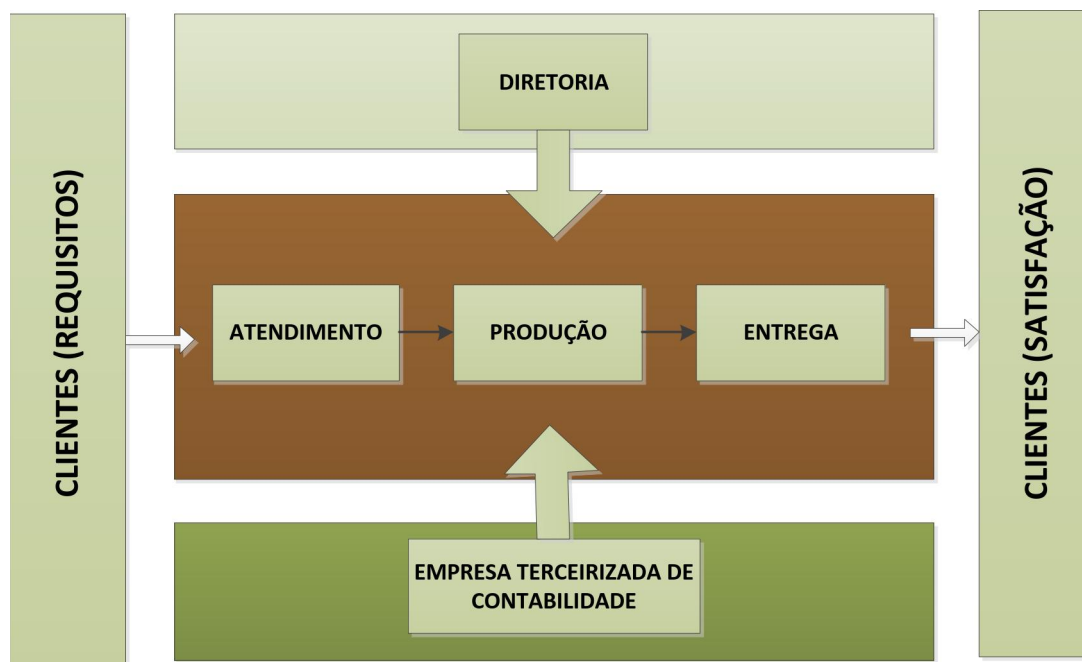 CLIENTES (REQUISITOS)
DIRETORIA
ATENDIMENTO
PRODUÇÃO
ENTREGA
EMPRESA TERCEIRIZADA DE
CONTABILIDADE
CLIENTES (SATISFAÇÃO)